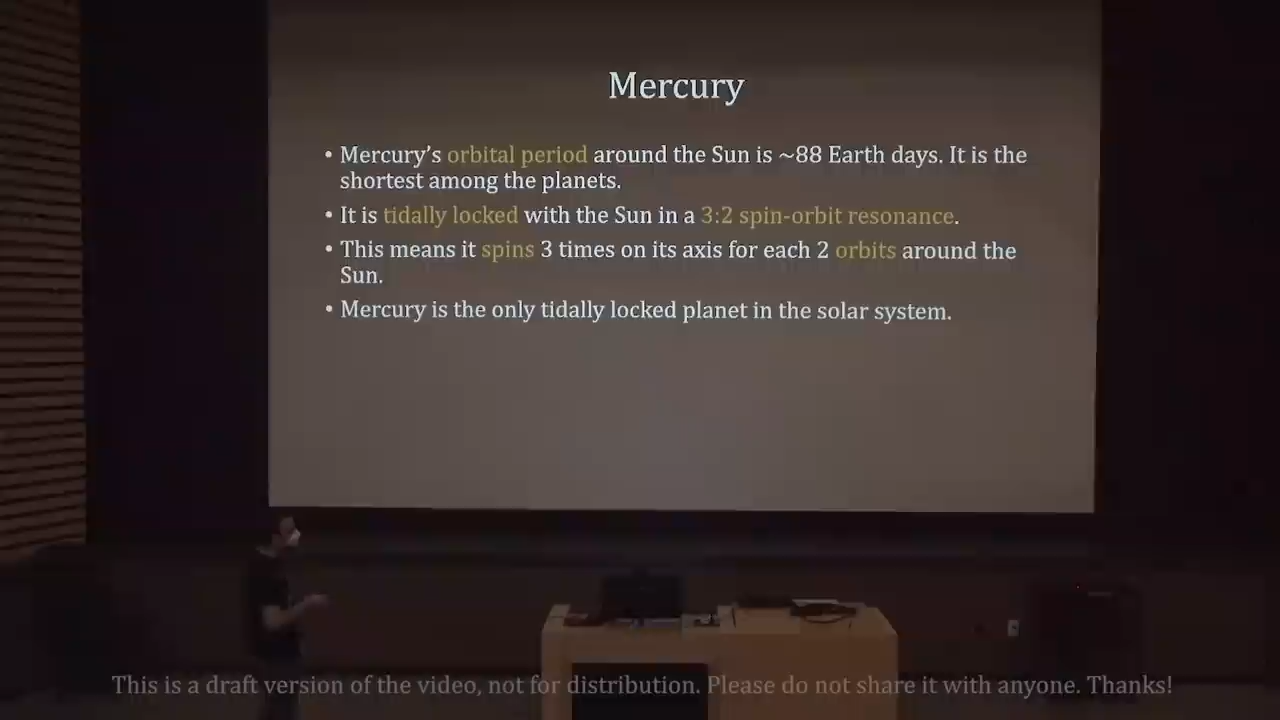 Mercury
• Mercury’s orbital period around the Sun is ~88 Earth days. It is the
shortest among the planets.
• It is tidally locked with the Sun in a 3:2 spin-orbit resonance.
• This means it spins 3 times on its axis for each 2 orbits around the
Sun.
• Mercury is the only tidally locked planet in the solar system.
This is a draft version of the video, not for distribution. Please do not share it with anyone. Thanks!